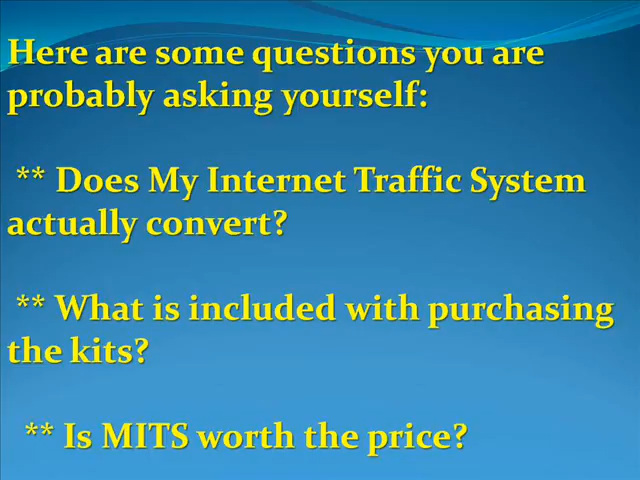 Here are some questions you are
probably asking yourself:
** Does My Internet Traffic System
actually convert?
** What is included with purchasing
the kits?
** Is MITS worth the price?